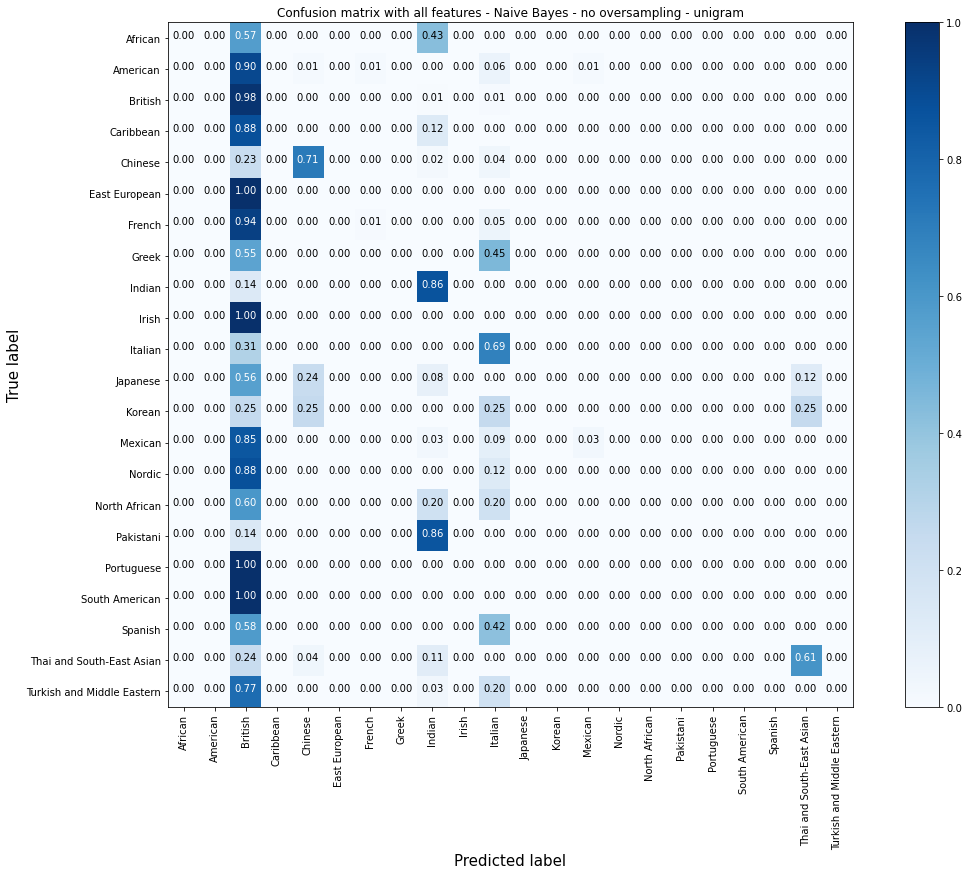 Confusion matrix with all features - Naive Bayes - no oversampling - unigram
True label
African 0.00 0.00 0.57 0.00 0.00 0.00 0.00 0.00 0.43 0.00 0.00 0.00 0.00 0.00 0.00 0.00 0.00 0.00 0.00 0.00 0.00 0.00
American 0.00 0.00 0.90 0.00 0.01 0.00 0.01 0.00 0.00 0.00 0.06 0.00 0.00 0.01 0.00 0.00 0.00 0.00 0.00 0.00 0.00 0.00
British 0.00 0.00 0.98 0.00 0.00 0.00 0.00 0.00 0.01 0.00 0.01 0.00 0.00 0.00 0.00 0.00 0.00 0.00 0.00 0.00 0.00 0.00
Caribbean 0.00 0.00 0.88 0.00 0.00 0.00 0.00 0.00 0.12 0.00 0.00 0.00 0.00 0.00 0.00 0.00 0.00 0.00 0.00 0.00 0.00 0.00
Chinese 0.00 0.00 0.23 0.00 0.71 0.00 0.00 0.00 0.02 0.00 0.04 0.00 0.00 0.00 0.00 0.00 0.00 0.00 0.00 0.00 0.00 0.00
East European 0.00 0.00 1.00 0.00 0.00 0.00 0.00 0.00 0.00 0.00 0.00 0.00 0.00 0.00 0.00 0.00 0.00 0.00 0.00 0.00 0.00 0.00
French 0.00 0.00 0.94 0.00 0.00 0.00 0.01 0.00 0.00 0.00 0.05 0.00 0.00 0.00 0.00 0.00 0.00 0.00 0.00 0.00 0.00 0.00
Greek 0.00 0.00 0.55 0.00 0.00 0.00 0.00 0.00 0.00 0.00 0.45 0.00 0.00 0.00 0.00 0.00 0.00 0.00 0.00 0.00 0.00 0.00
Indian 0.00 0.00 0.14 0.00 0.00 0.00 0.00 0.00 0.86 0.00 0.00 0.00 0.00 0.00 0.00 0.00 0.00 0.00 0.00 0.00 0.00 0.00
Irish 0.00 0.00 1.00 0.00 0.00 0.00 0.00 0.00 0.00 0.00 0.00 0.00 0.00 0.00 0.00 0.00 0.00 0.00 0.00 0.00 0.00 0.00
Italian 0.00 0.00 0.31 0.00 0.00 0.00 0.00 0.00 0.00 0.00 0.69 0.00 0.00 0.00 0.00 0.00 0.00 0.00 0.00 0.00 0.00 0.00
Japanese 0.00 0.00 0.56 0.00 0.24 0.00 0.00 0.00 0.08 0.00 0.00 0.00 0.00 0.00 0.00 0.00 0.00 0.00 0.00 0.00 0.12 0.00
Korean 0.00 0.00 0.25 0.00 0.25 0.00 0.00 0.00 0.00 0.00 0.25 0.00 0.00 0.00 0.00 0.00 0.00 0.00 0.00 0.00 0.25 0.00
Mexican 0.00 0.00 0.85 0.00 0.00 0.00 0.00 0.00 0.03 0.00 0.09 0.00 0.00 0.03 0.00 0.00 0.00 0.00 0.00 0.00 0.00 0.00
Nordic 0.00 0.00 0.88 0.00 0.00 0.00 0.00 0.00 0.00 0.00 0.12 0.00 0.00 0.00 0.00 0.00 0.00 0.00 0.00 0.00 0.00 0.00
North African 0.00 0.00 0.60 0.00 0.00 0.00 0.00 0.00 0.20 0.00 0.20 0.00 0.00 0.00 0.00 0.00 0.00 0.00 0.00 0.00 0.00 0.00
Pakistani 0.00 0.00 0.14 0.00 0.00 0.00 0.00 0.00 0.86 0.00 0.00 0.00 0.00 0.00 0.00 0.00 0.00 0.00 0.00 0.00 0.00 0.00
Portuguese 0.00 0.00 1.00 0.00 0.00 0.00 0.00 0.00 0.00 0.00 0.00 0.00 0.00 0.00 0.00 0.00 0.00 0.00 0.00 0.00 0.00 0.00
South American 0.00 0.00 1.00 0.00 0.00 0.00 0.00 0.00 0.00 0.00 0.00 0.00 0.00 0.00 0.00 0.00 0.00 0.00 0.00 0.00 0.00 0.00
Spanish 0.00 0.00 0.58 0.00 0.00 0.00 0.00 0.00 0.00 0.00 0.42 0.00 0.00 0.00 0.00 0.00 0.00 0.00 0.00 0.00 0.00 0.00
Thai and South-East Asian 0.00 0.00 0.24 0.00 0.04 0.00 0.00 0.00 0.11 0.00 0.00 0.00 0.00 0.00 0.00 0.00 0.00 0.00 0.00 0.00 0.61 0.00
Turkish and Middle Eastern 0.00 0.00 0.77 0.00 0.00 0.00 0.00 0.00 0.03 0.00 0.20 0.00 0.00 0.00 0.00 0.00 0.00 0.00 0.00 0.00 0.00 0.00
African
American
British
Caribbean
Chinese
East European
French
Greek
Indian
Irish
Italian
Japanese
Korean
Mexican
Nordic
North African
Pakistani
Portuguese
South American
Spanish
Thai and South-East Asian
Turkish and Middle Eastern
Predicted label
1.0
0.8
0.6
0.4
0.2
0.0